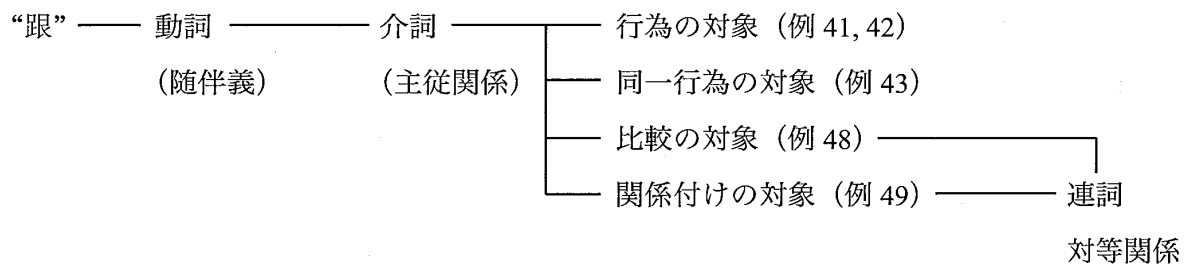 “跟” 動詞 介詞 行為の対象（例 41, 42）
（随伴義） （主従関係） 同一行為の対象（例 43）
比較の対象（例 48）
関係付けの対象（例 49） 連詞
対等関係